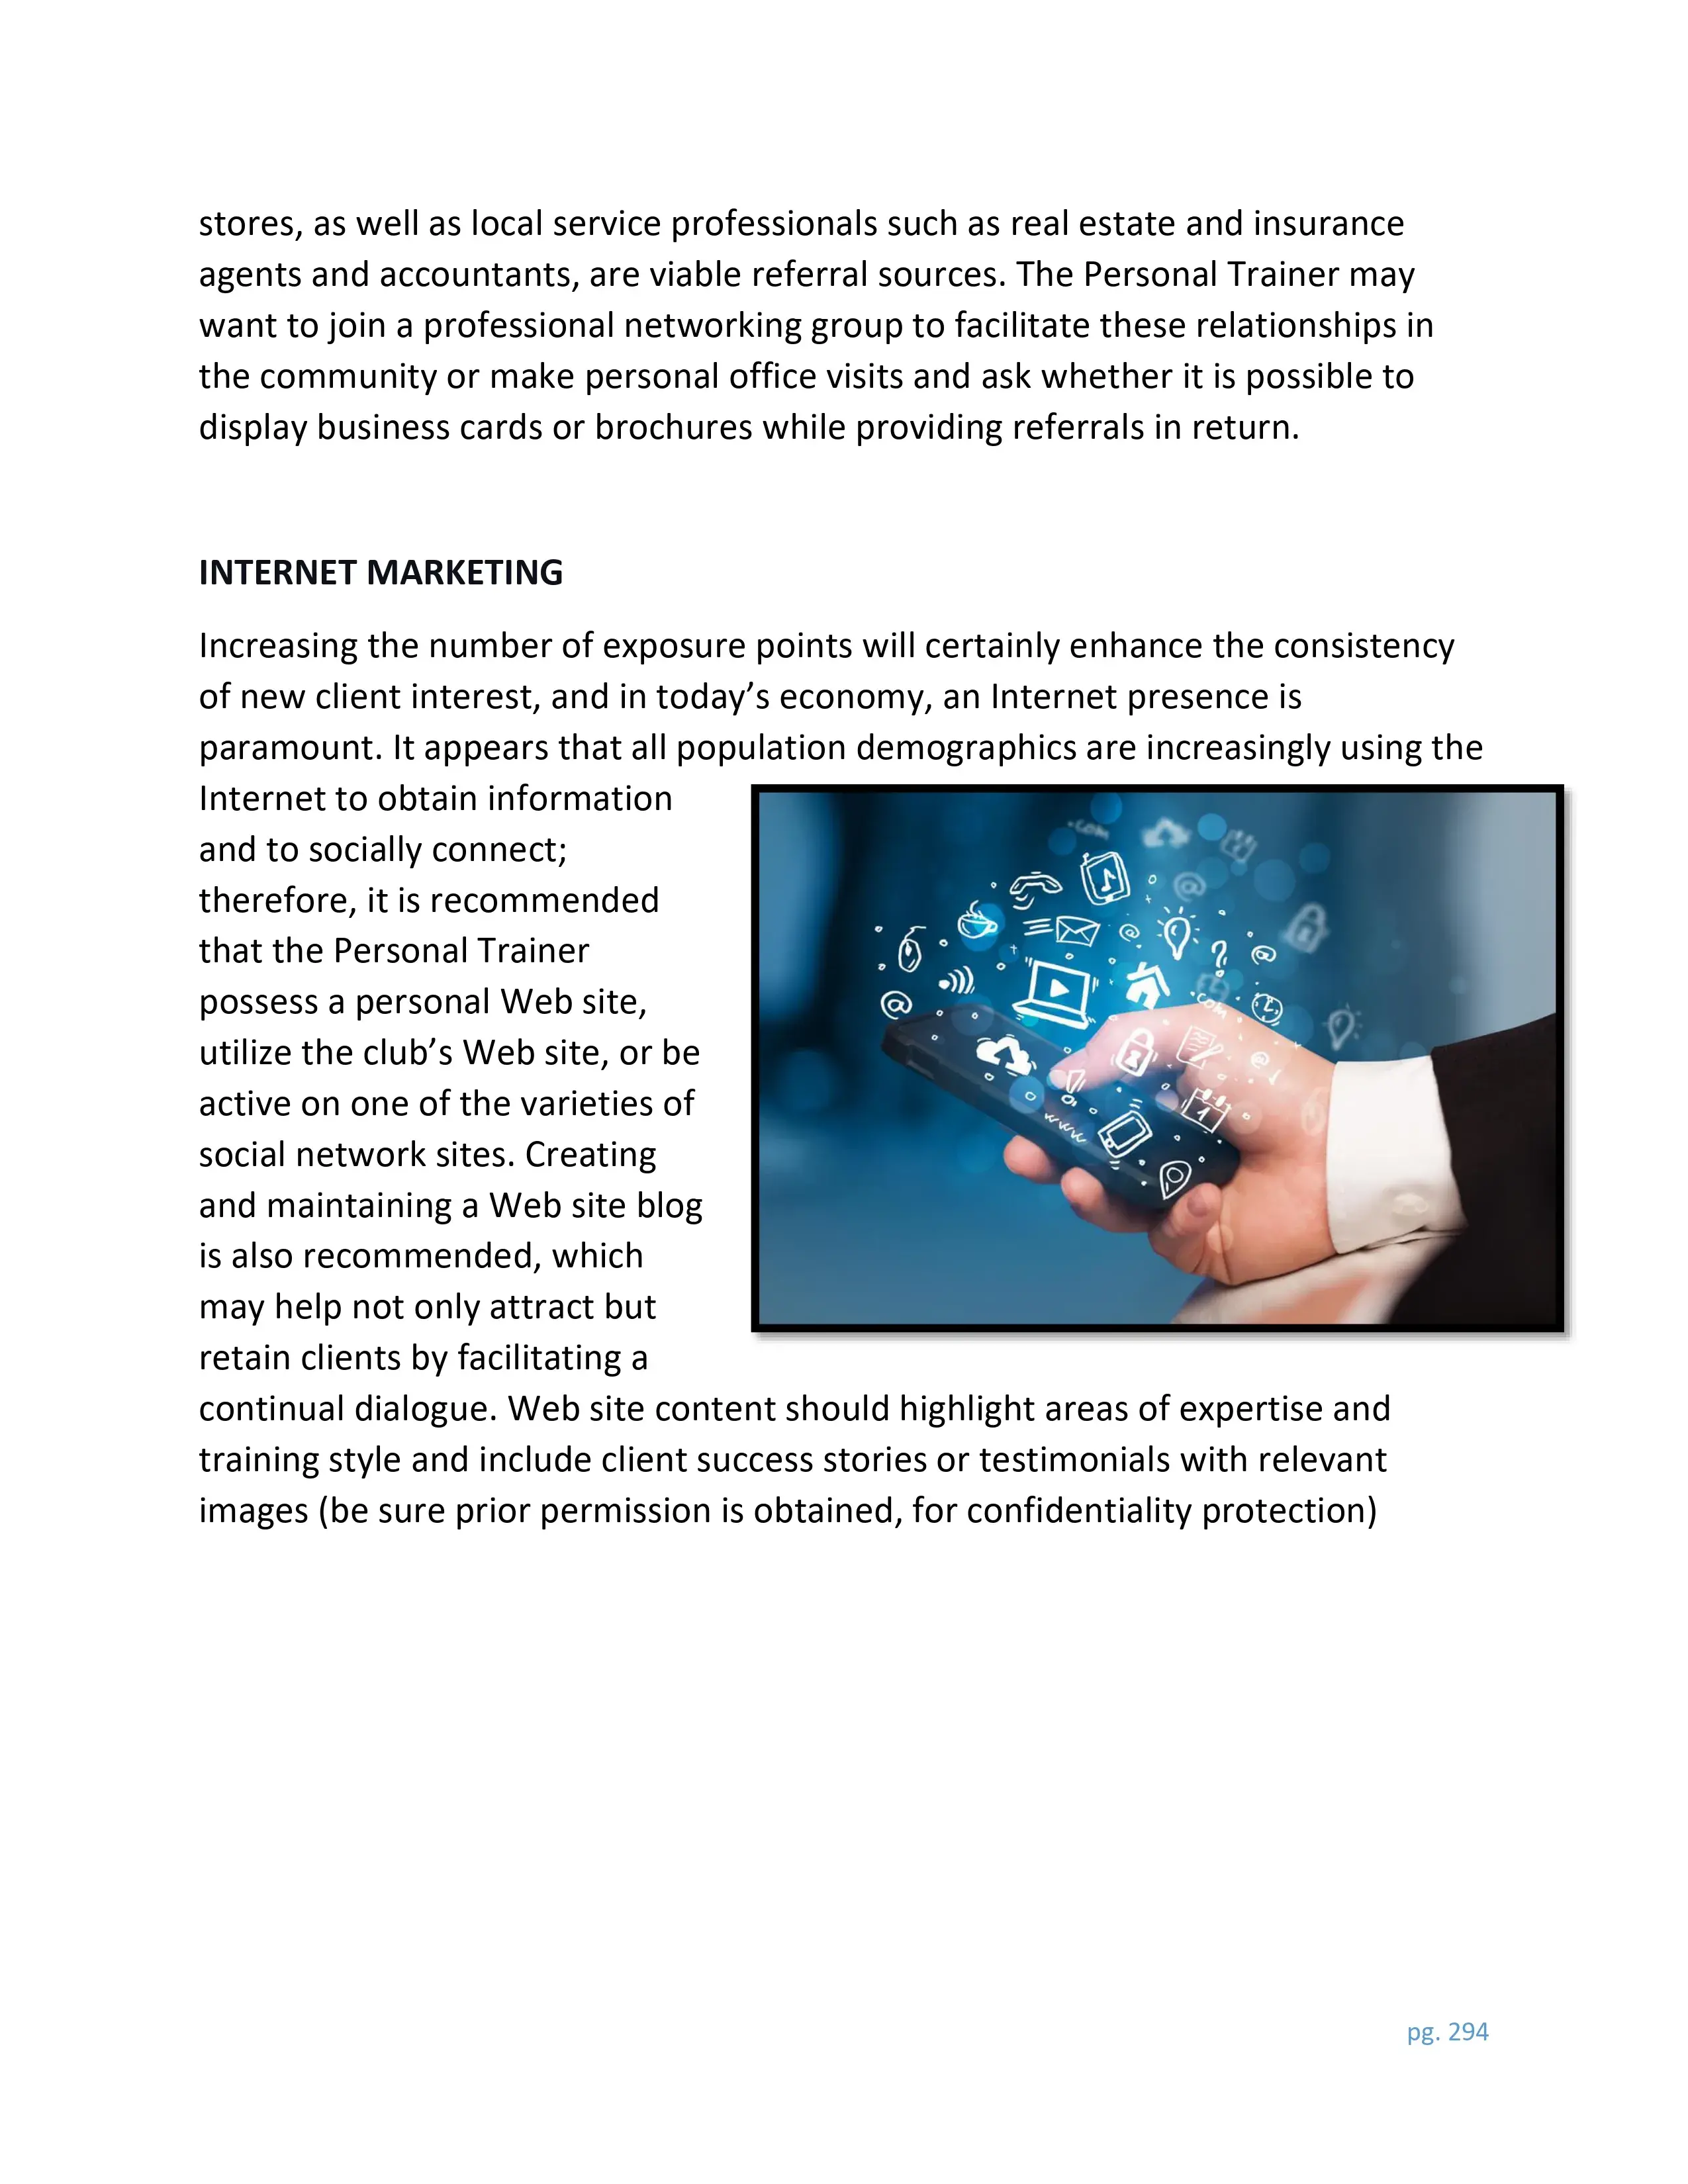 stores, as well as local service professionals such as real estate and insurance
agents and accountants, are viable referral sources. The Personal Trainer may
want to join a professional networking group to facilitate these relationships in
the community or make personal office visits and ask whether it is possible to
display business cards or brochures while providing referrals in return.
INTERNET MARKETING
Increasing the number of exposure points will certainly enhance the consistency
of new client interest, and in today’s economy, an Internet presence is
paramount. It appears that all population demographics are increasingly using the
Internet to obtain information
and to socially connect;
therefore, it is recommended
that the Personal Trainer
possess a personal Web site,
utilize the club’s Web site, or be
active on one of the varieties of
social network sites. Creating
and maintaining a Web site blog
is also recommended, which
may help not only attract but
retain clients by facilitating a
continual dialogue. Web site content should highlight areas of expertise and
training style and include client success stories or testimonials with relevant
images (be sure prior permission is obtained, for confidentiality protection)
.com
.com
www
1
pg. 294